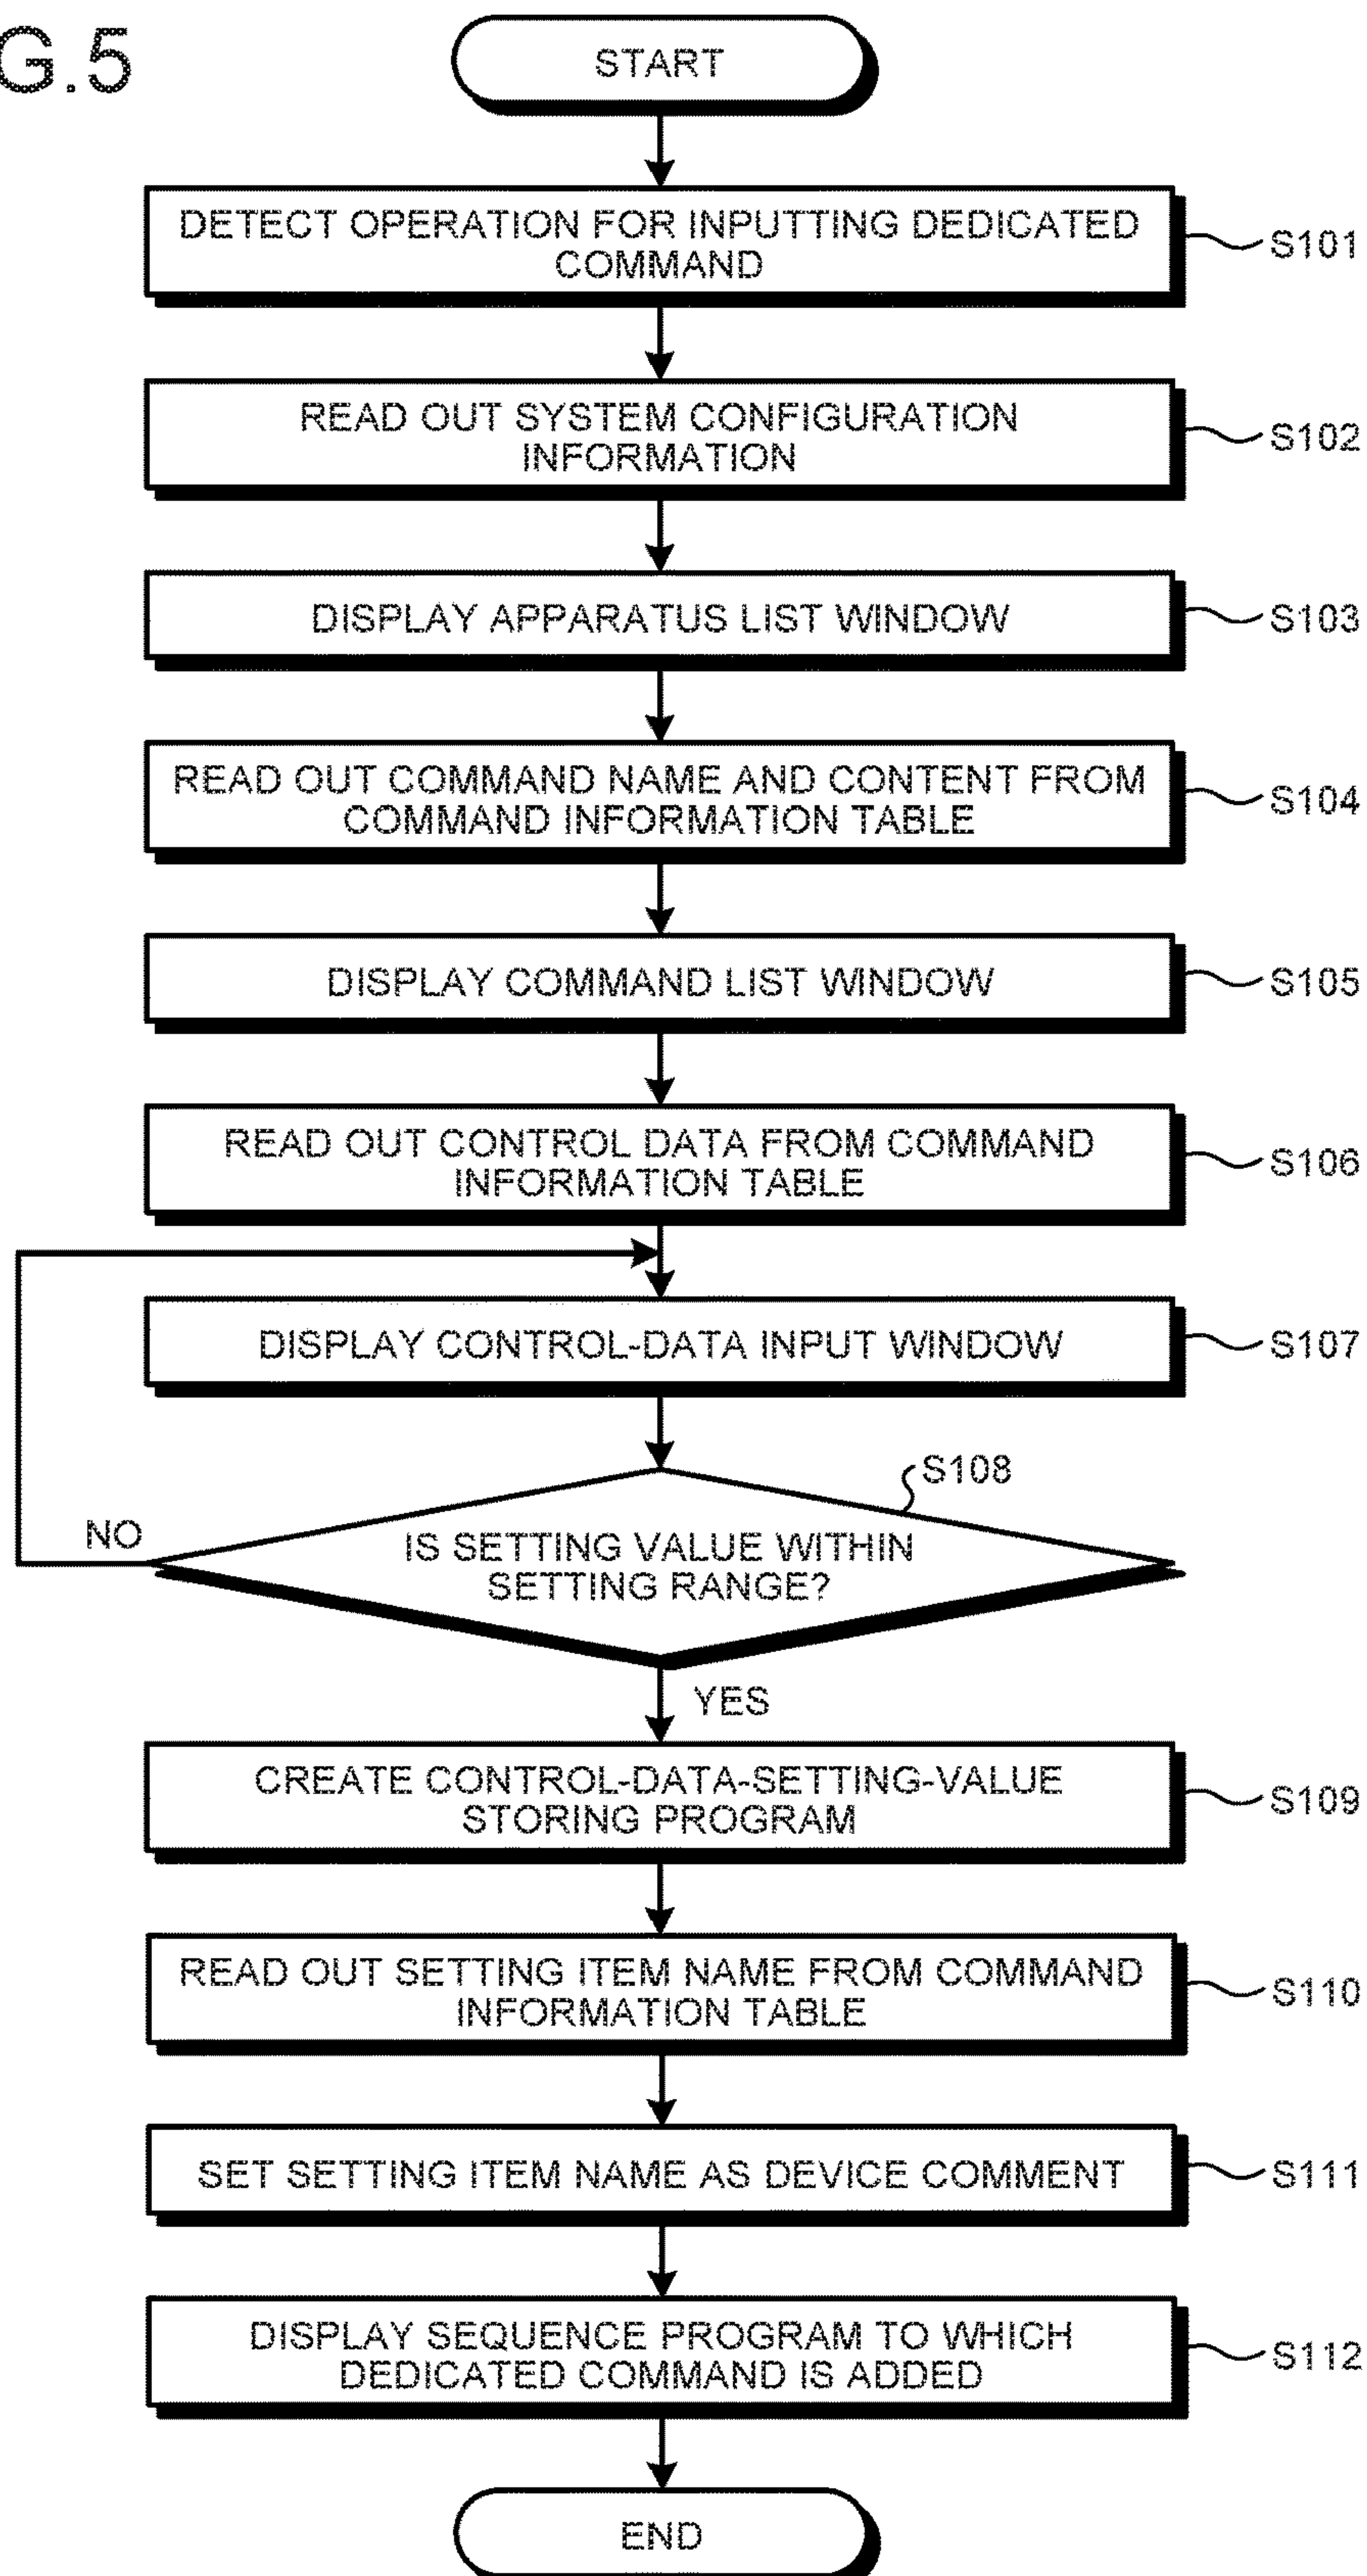 G.5
START
DETECT OPERATION FOR INPUTTING DEDICATED
COMMAND
S101
READ OUT SYSTEM CONFIGURATION
INFORMATION
S102
DISPLAY APPARATUS LIST WINDOW
S103
READ OUT COMMAND NAME AND CONTENT FROM
COMMAND INFORMATION TABLE
S104
DISPLAY COMMAND LIST WINDOW
S105
READ OUT CONTROL DATA FROM COMMAND
INFORMATION TABLE
S106
DISPLAY CONTROL-DATA INPUT WINDOW
S107
S108
NO
IS SETTING VALUE WITHIN
SETTING RANGE?
YES
CREATE CONTROL-DATA-SETTING-VALUE
STORING PROGRAM
S109
READ OUT SETTING ITEM NAME FROM COMMAND
INFORMATION TABLE
S110
SET SETTING ITEM NAME AS DEVICE COMMENT
S111
DISPLAY SEQUENCE PROGRAM TO WHICH
DEDICATED COMMAND IS ADDED
S112
END